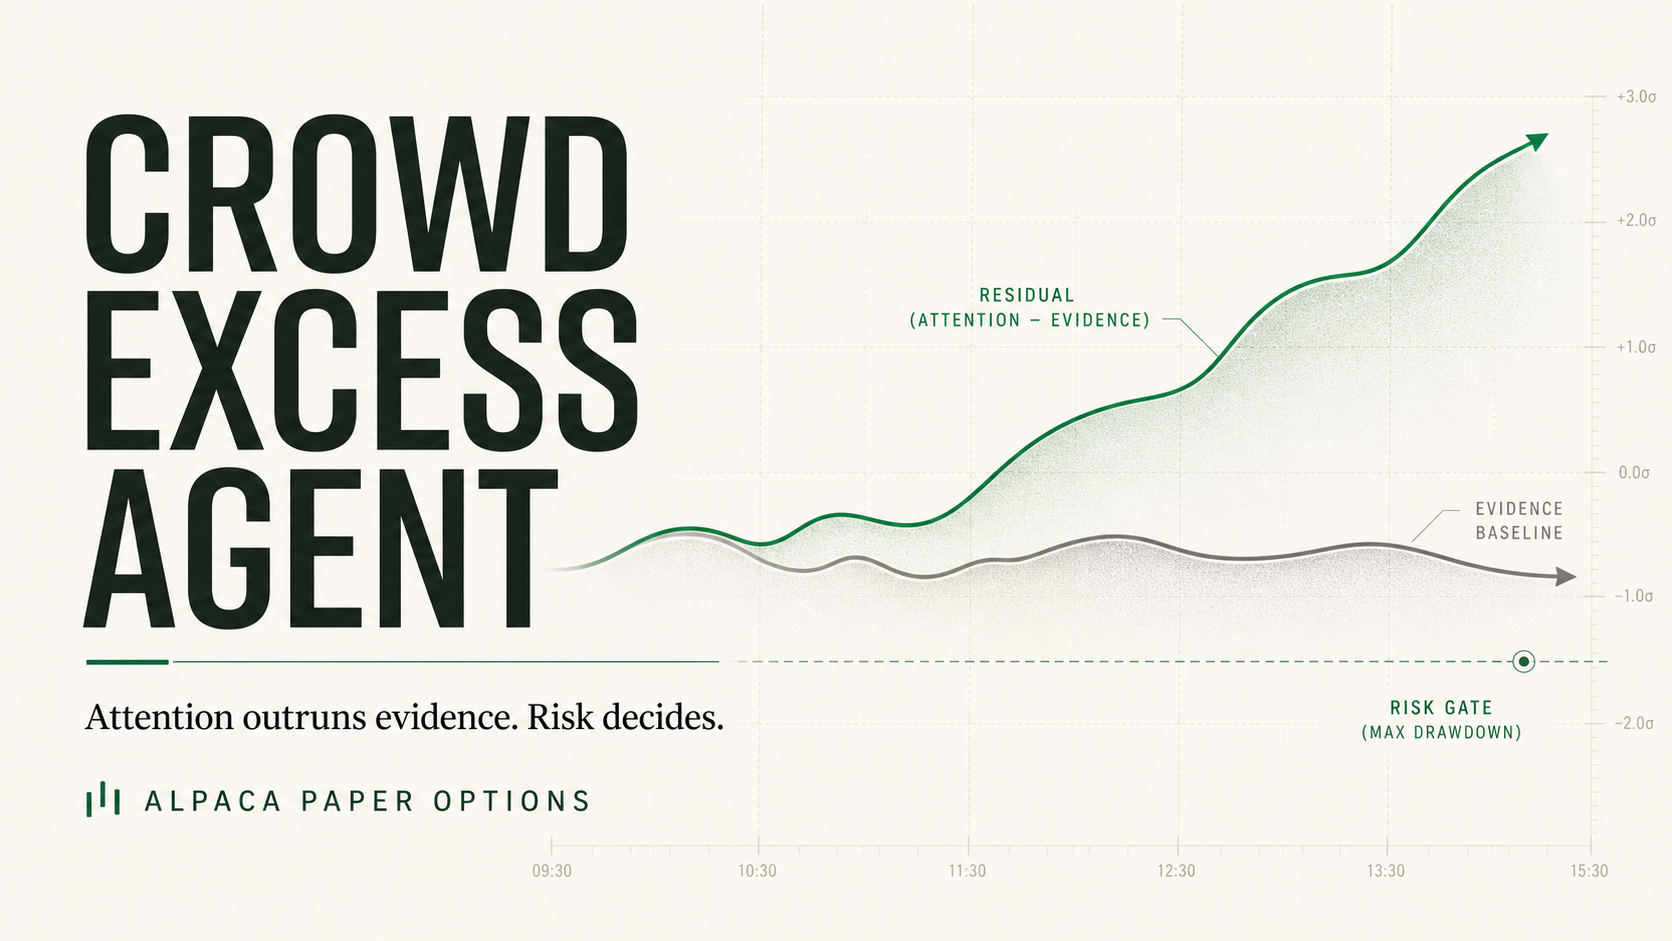 CROWD
EXCESS
AGENT
Attention outruns evidence. Risk decides.
ALPACA PAPER OPTIONS
RESIDUAL
(ATTENTION – EVIDENCE)
EVIDENCE
BASELINE
RISK GATE
(MAX DRAWDOWN)
+3.0σ
+2.0σ
+1.0σ
0.0σ
−1.0σ
−2.0σ
09:30
10:30
11:30
12:30
13:30
15:30